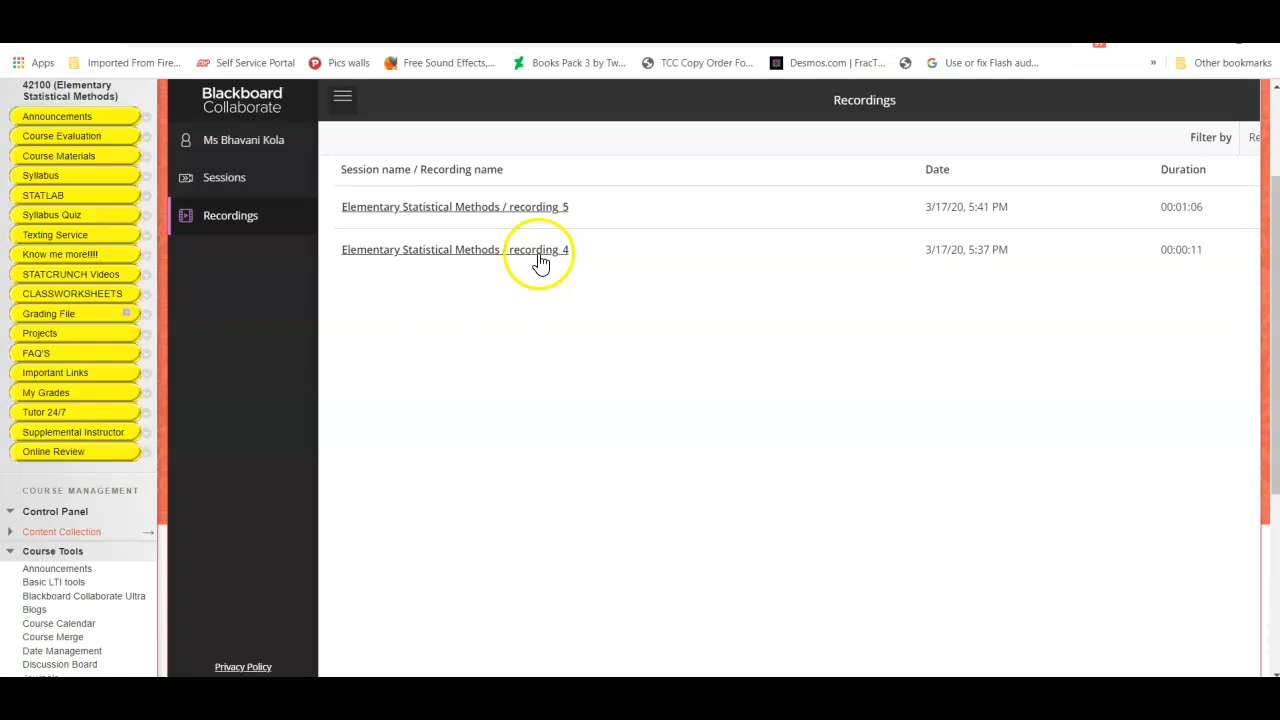 Apps
Imported From Fire...
Self Service Portal
Pics walls
Free Sound Effects,...
Books Pack 3 by Tw...
TCC Copy Order Fo...
Desmos.com | FracT...
Use or fix Flash aud...
»
Other bookmarks
42100 (Elementary
Statistical Methods)
Announcements
Course Evaluation
Course Materials
Syllabus
STATLAB
Syllabus Quiz
Texting Service
Know me more!!!!
STATCRUNCH Videos
CLASSWORKSHEETS
Grading File
Projects
FAQ'S
Important Links
My Grades
Tutor 24/7
Supplemental Instructor
Online Review
COURSE MANAGEMENT
Control Panel
Content Collection
Course Tools
Announcements
Basic LTI tools
Blackboard Collaborate Ultra
Blogs
Course Calendar
Course Merge
Date Management
Discussion Board
Blackboard
Collaborate
Ms Bhavani Kola
Sessions
Recordings
Privacy Policy
Recordings
Filter by Re
Session name / Recording name Date Duration
Elementary Statistical Methods / recording_5 3/17/20, 5:41 PM 00:01:06
Elementary Statistical Methods / recording_4 3/17/20, 5:37 PM 00:00:11